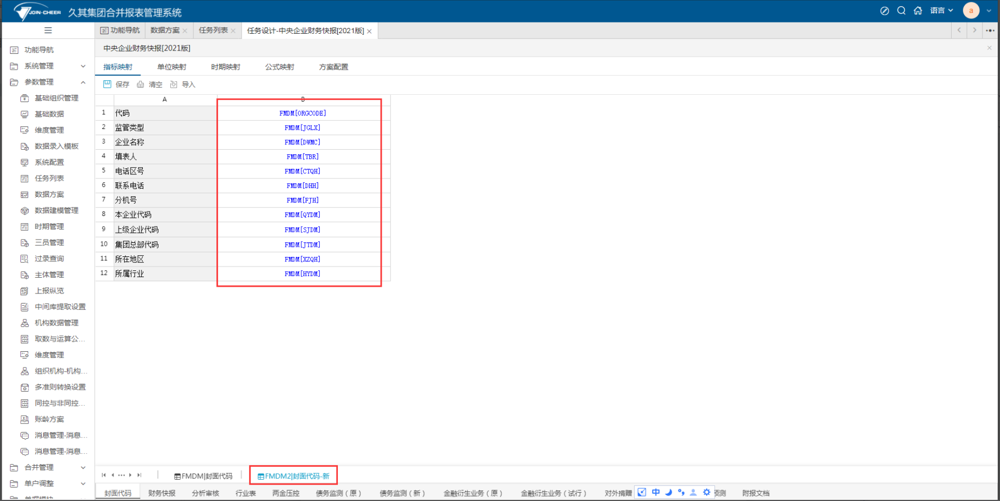 JOIN-CHEER 久其集团合并报表管理系统 语言 a
功能导航 数据方案 任务列表 任务设计-中央企业财务快报[2021版]
中央企业财务快报[2021版]
指标映射 单位映射 时期映射 公式映射 方案配置
保存 清空 导入
功能导航
系统管理
参数管理
基础组织管理
基础数据
维度管理
数据录入模板
系统配置
任务列表
数据方案
数据建模管理
时期管理
三员管理
过录查询
主体管理
上报纵览
中间库提取设置
机构数据管理
取数与运算公...
维度管理
组织机构-机构...
多准则转换设置
同控与非同控...
账龄方案
消息管理-消息...
消息管理-消息...
合并管理
单户调整
A B
1 代码 FMDM[ORGCODE]
2 监管类型 FMDM[JGLX]
3 企业名称 FMDM[DWMC]
4 填表人 FMDM[TBR]
5 电话区号 FMDM[CTQH]
6 联系电话 FMDM[DHH]
7 分机号 FMDM[FJH]
8 本企业代码 FMDM[QYDM]
9 上级企业代码 FMDM[SJDM]
10 集团总部代码 FMDM[JTDM]
11 所在地区 FMDM[XZQH]
12 所属行业 FMDM[HYDM]
FMDM|封面代码 FMDM2|封面代码-新
封面代码 财务快报 分析审核 行业表 两金压控 债务监测（原） 债务监测（新） 金融衍生业务（原） 金融衍生业务（试行） 对外捐赠 中 预测 附报文档